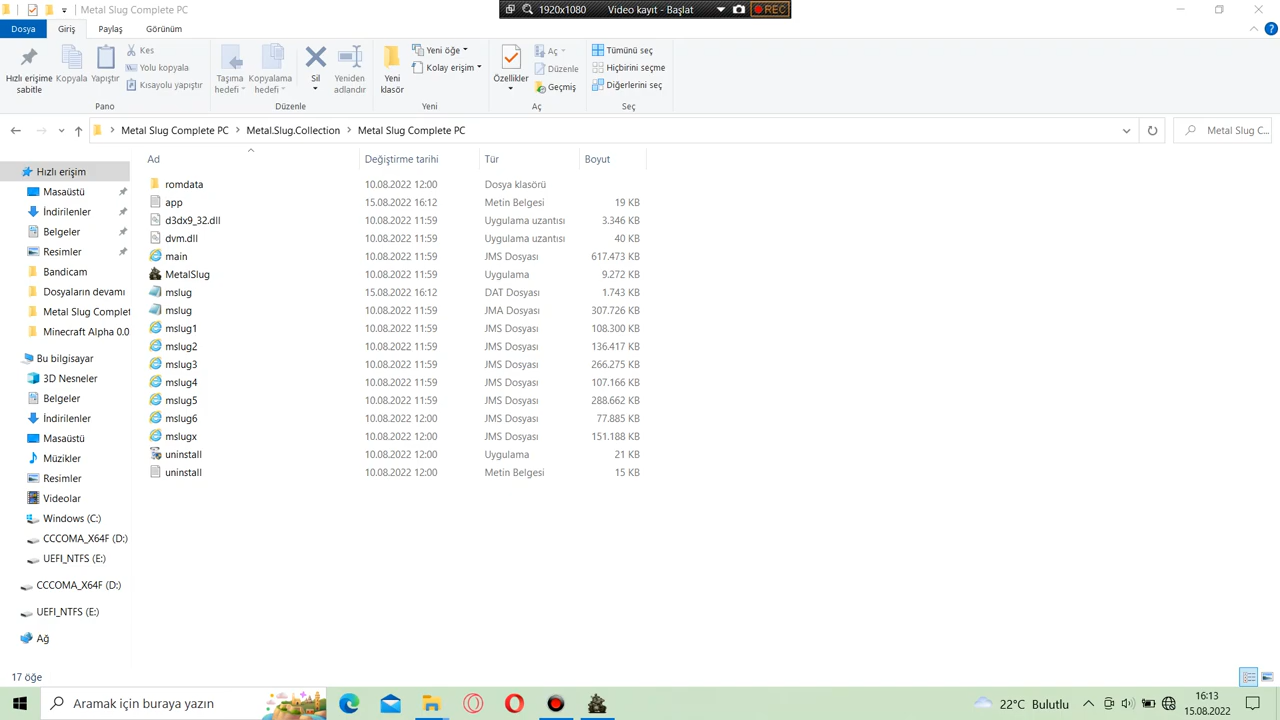 Metal Slug Complete PC
1920x1080 Video kayıt - Başlat REC
Dosya Giriş Paylaş Görünüm
Hızlı erişime sabitle
Kopyala
Yapıştır
Kes
Yolu kopyala
Kısayolu yapıştır
Pano
Taşıma hedefi
Kopyalama hedefi
Sil
Yeniden adlandır
Düzenle
Yeni klasör
Yeni öğe
Kolay erişim
Yeni
Özellikler
Aç
Düzenle
Geçmiş
Aç
Tümünü seç
Hiçbirini seçme
Diğerlerini seç
Seç
Metal Slug Complete PC > Metal.Slug.Collection > Metal Slug Complete PC
Metal Slug C...
Hızlı erişim
Masaüstü
İndirilenler
Belgeler
Resimler
Bandicam
Dosyaların devamı
Metal Slug Complet
Minecraft Alpha 0.0
Bu bilgisayar
3D Nesneler
Belgeler
İndirilenler
Masaüstü
Müzikler
Resimler
Videolar
Windows (C:)
CCCOMA_X64F (D:)
UEFI_NTFS (E:)
CCCOMA_X64F (D:)
UEFI_NTFS (E:)
Ağ
Ad Değiştirme tarihi Tür Boyut
romdata 10.08.2022 12:00 Dosya klasörü
app 15.08.2022 16:12 Metin Belgesi 19 KB
d3dx9_32.dll 10.08.2022 11:59 Uygulama uzantısı 3.346 KB
dvm.dll 10.08.2022 11:59 Uygulama uzantısı 40 KB
main 10.08.2022 11:59 JMS Dosyası 617.473 KB
MetalSlug 10.08.2022 11:59 Uygulama 9.272 KB
mslug 15.08.2022 16:12 DAT Dosyası 1.743 KB
mslug 10.08.2022 11:59 JMA Dosyası 307.726 KB
mslug1 10.08.2022 11:59 JMS Dosyası 108.300 KB
mslug2 10.08.2022 11:59 JMS Dosyası 136.417 KB
mslug3 10.08.2022 11:59 JMS Dosyası 266.275 KB
mslug4 10.08.2022 11:59 JMS Dosyası 107.166 KB
mslug5 10.08.2022 11:59 JMS Dosyası 288.662 KB
mslug6 10.08.2022 12:00 JMS Dosyası 77.885 KB
mslugx 10.08.2022 12:00 JMS Dosyası 151.188 KB
uninstall 10.08.2022 12:00 Uygulama 21 KB
uninstall 10.08.2022 12:00 Metin Belgesi 15 KB
17 öğe
Aramak için buraya yazın
22°C Bulutlu
16:13
15.08.2022